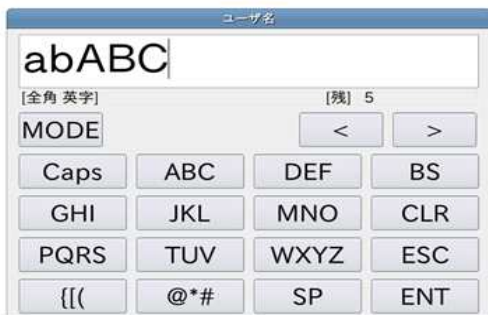 ユーザ名
abABC
[全角 英字] [残] 5
MODE < >
Caps ABC DEF BS
GHI JKL MNO CLR
PQRS TUV WXYZ ESC
{[( @*# SP ENT